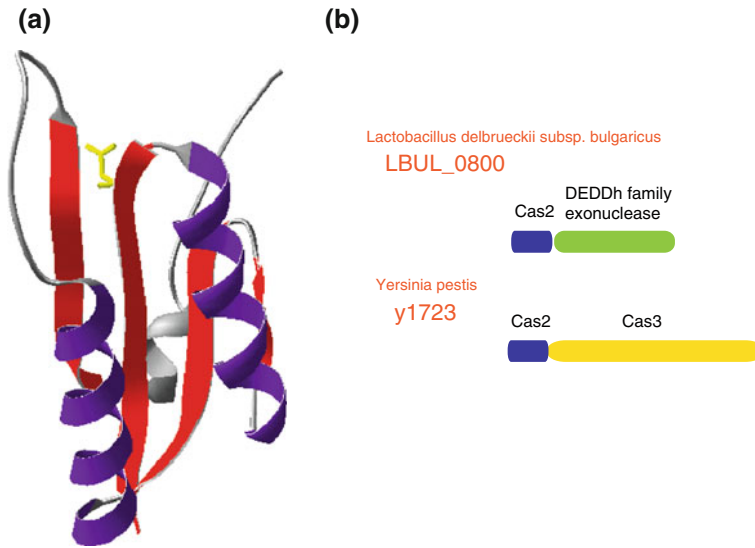 (a)
(b)
Lactobacillus delbrueckii subsp. bulgaricus
LBUL_0800
Cas2
DEDDh family
exonuclease
Yersinia pestis
y1723
Cas2
Cas3